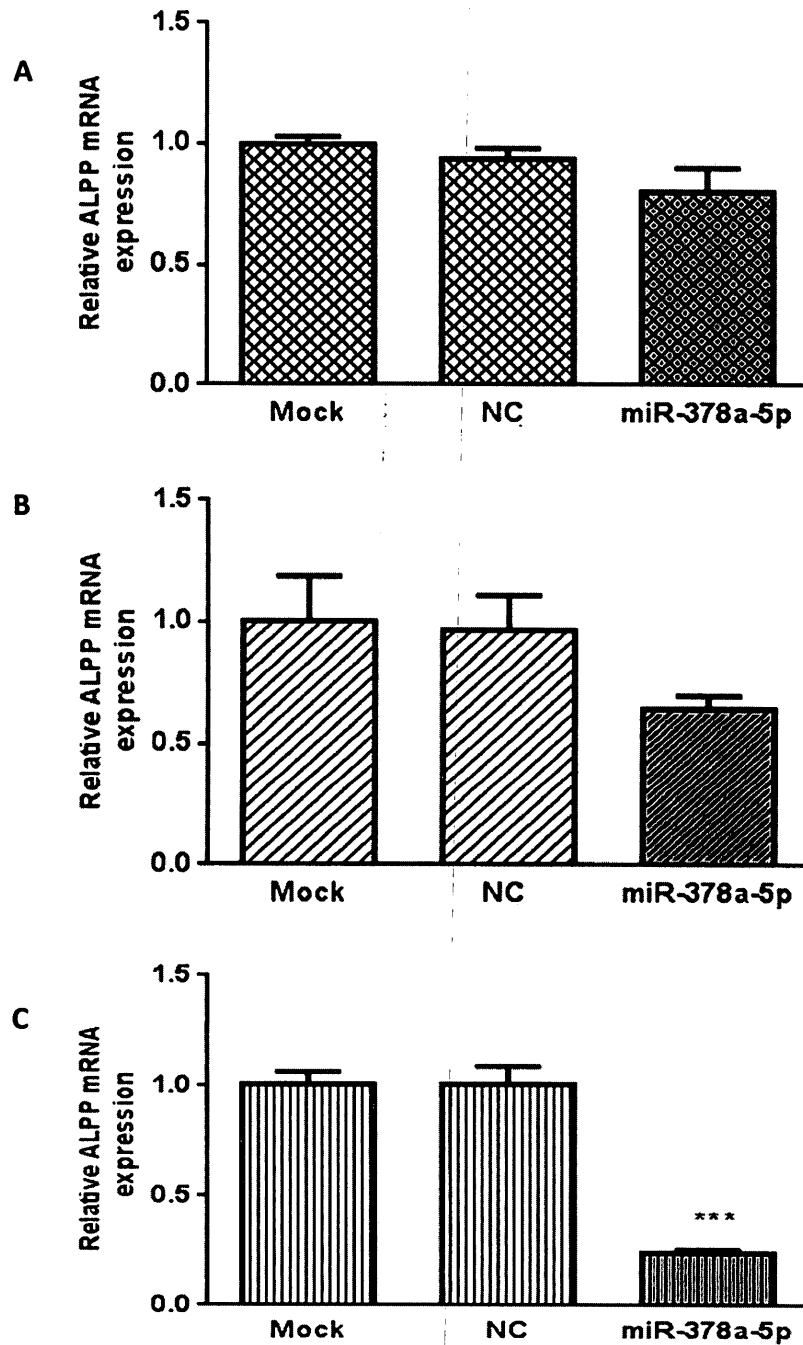 A
Relative ALPP mRNA
expression
1.5
1.0
0.5
0.0
Mock NC miR-378a-5p
B
Relative ALPP mRNA
expression
1.5
1.0
0.5
0.0
Mock NC miR-378a-5p
C
Relative ALPP mRNA
expression
1.5
1.0
0.5
0.0
***
Mock NC miR-378a-5p